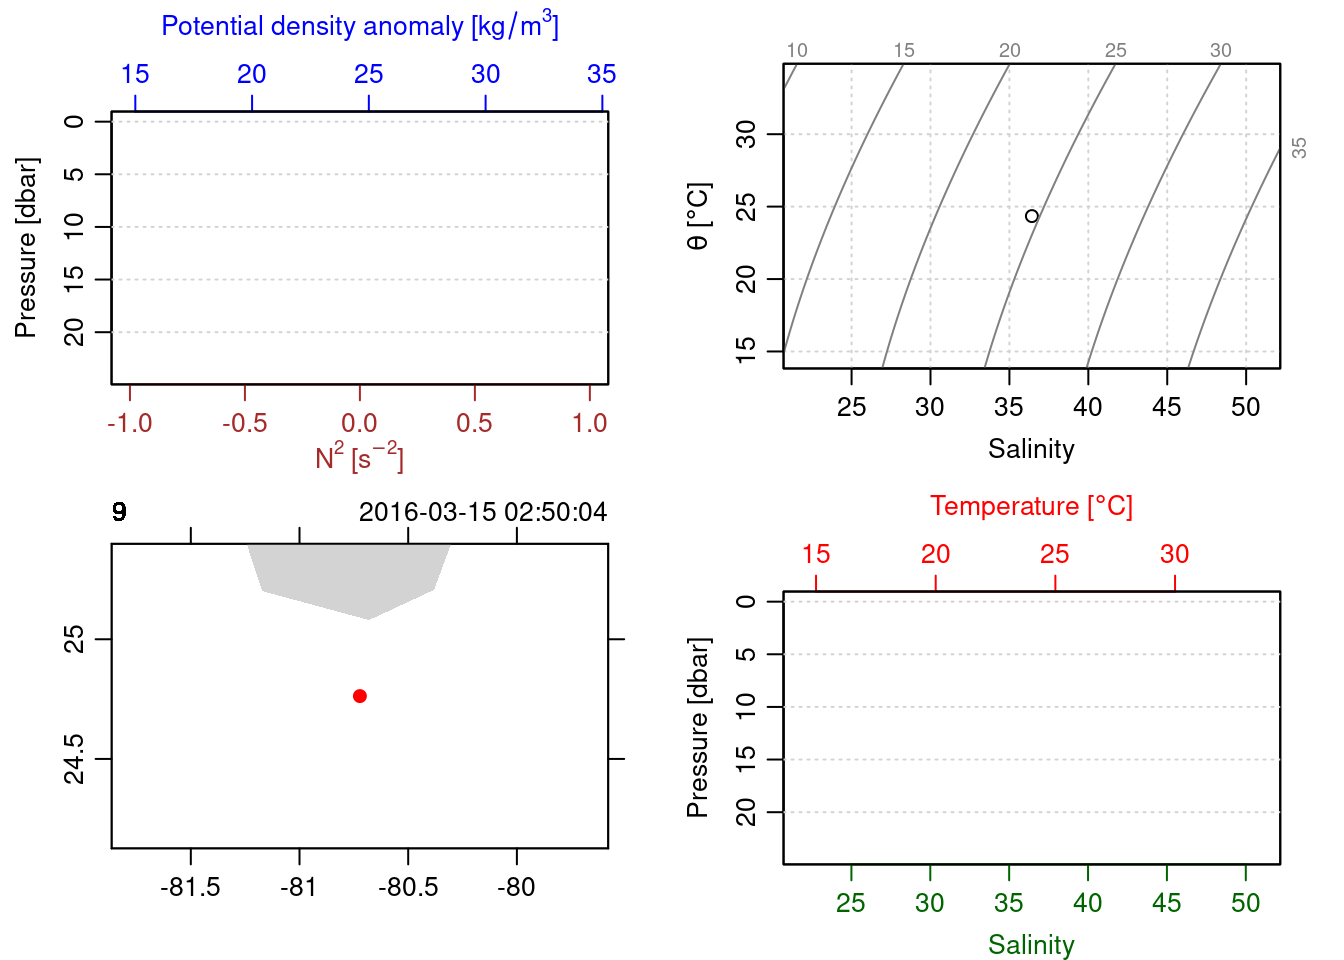 Potential density anomaly [kg/m³]
15 20 25 30 35
0
5
10
15
20
Pressure [dbar]
-1.0 -0.5 0.0 0.5 1.0
N² [s⁻²]
10 15 20 25 30
35
30
25
20
15
θ [°C]
25 30 35 40 45 50
Salinity
9 2016-03-15 02:50:04
25
24.5
-81.5 -81 -80.5 -80
Temperature [°C]
15 20 25 30
0
5
10
15
20
Pressure [dbar]
25 30 35 40 45 50
Salinity